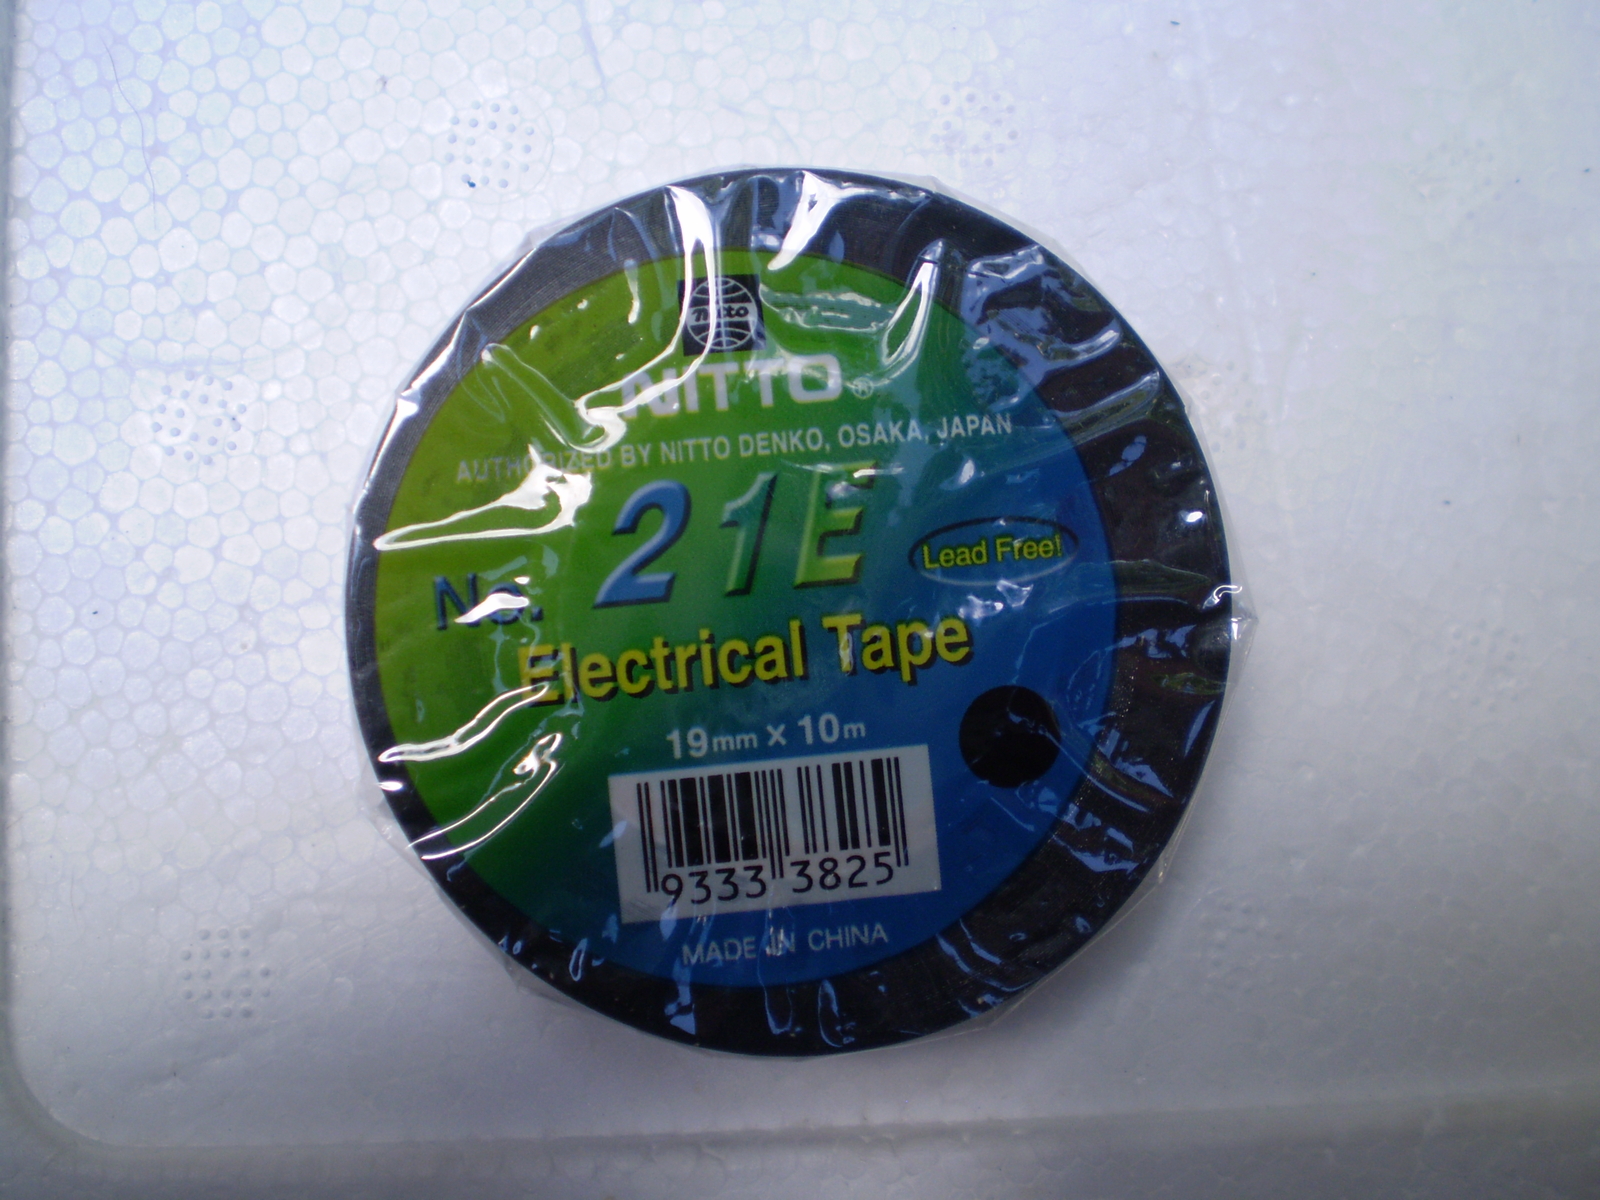 nitto
NITTO®
AUTHORIZED BY NITTO DENKO, OSAKA, JAPAN
No. 21E
Lead Free!
Electrical Tape
19mm x 10m
9333 3825
MADE IN CHINA